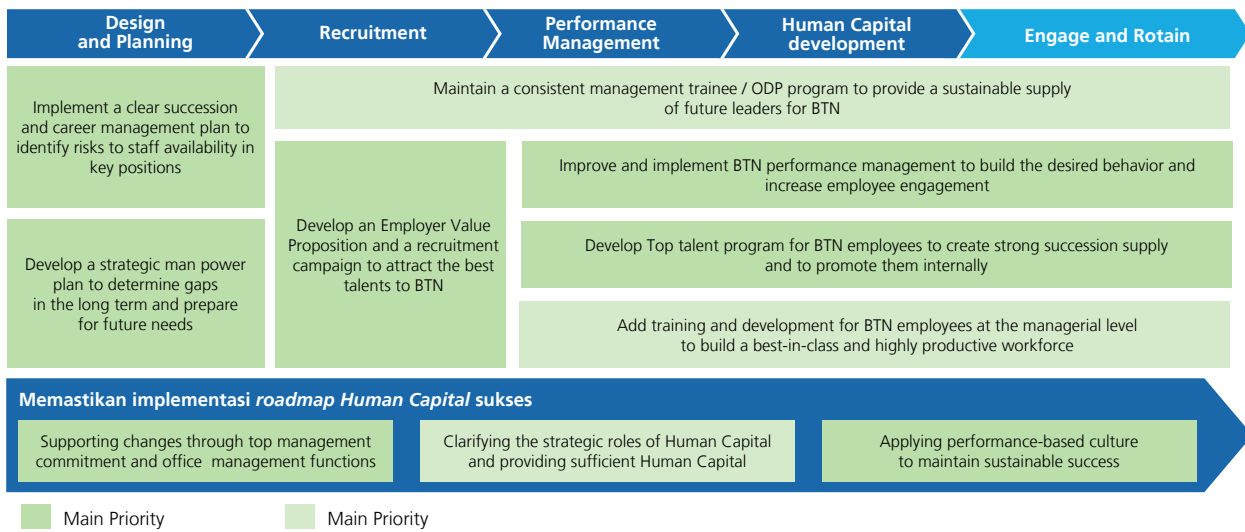 Design
and Planning
Recruitment
Performance
Management
Human Capital
development
Engage and Rotain
Implement a clear succession
and career management plan to
identify risks to staff availability in
key positions
Maintain a consistent management trainee / ODP program to provide a sustainable supply
of future leaders for BTN
Develop a strategic man power
plan to determine gaps
in the long term and prepare
for future needs
Develop an Employer Value
Proposition and a recruitment
campaign to attract the best
talents to BTN
Improve and implement BTN performance management to build the desired behavior and
increase employee engagement
Develop Top talent program for BTN employees to create strong succession supply
and to promote them internally
Add training and development for BTN employees at the managerial level
to build a best-in-class and highly productive workforce
Memastikan implementasi roadmap Human Capital sukses
Supporting changes through top management
commitment and office management functions
Clarifying the strategic roles of Human Capital
and providing sufficient Human Capital
Applying performance-based culture
to maintain sustainable success
Main Priority
Main Priority